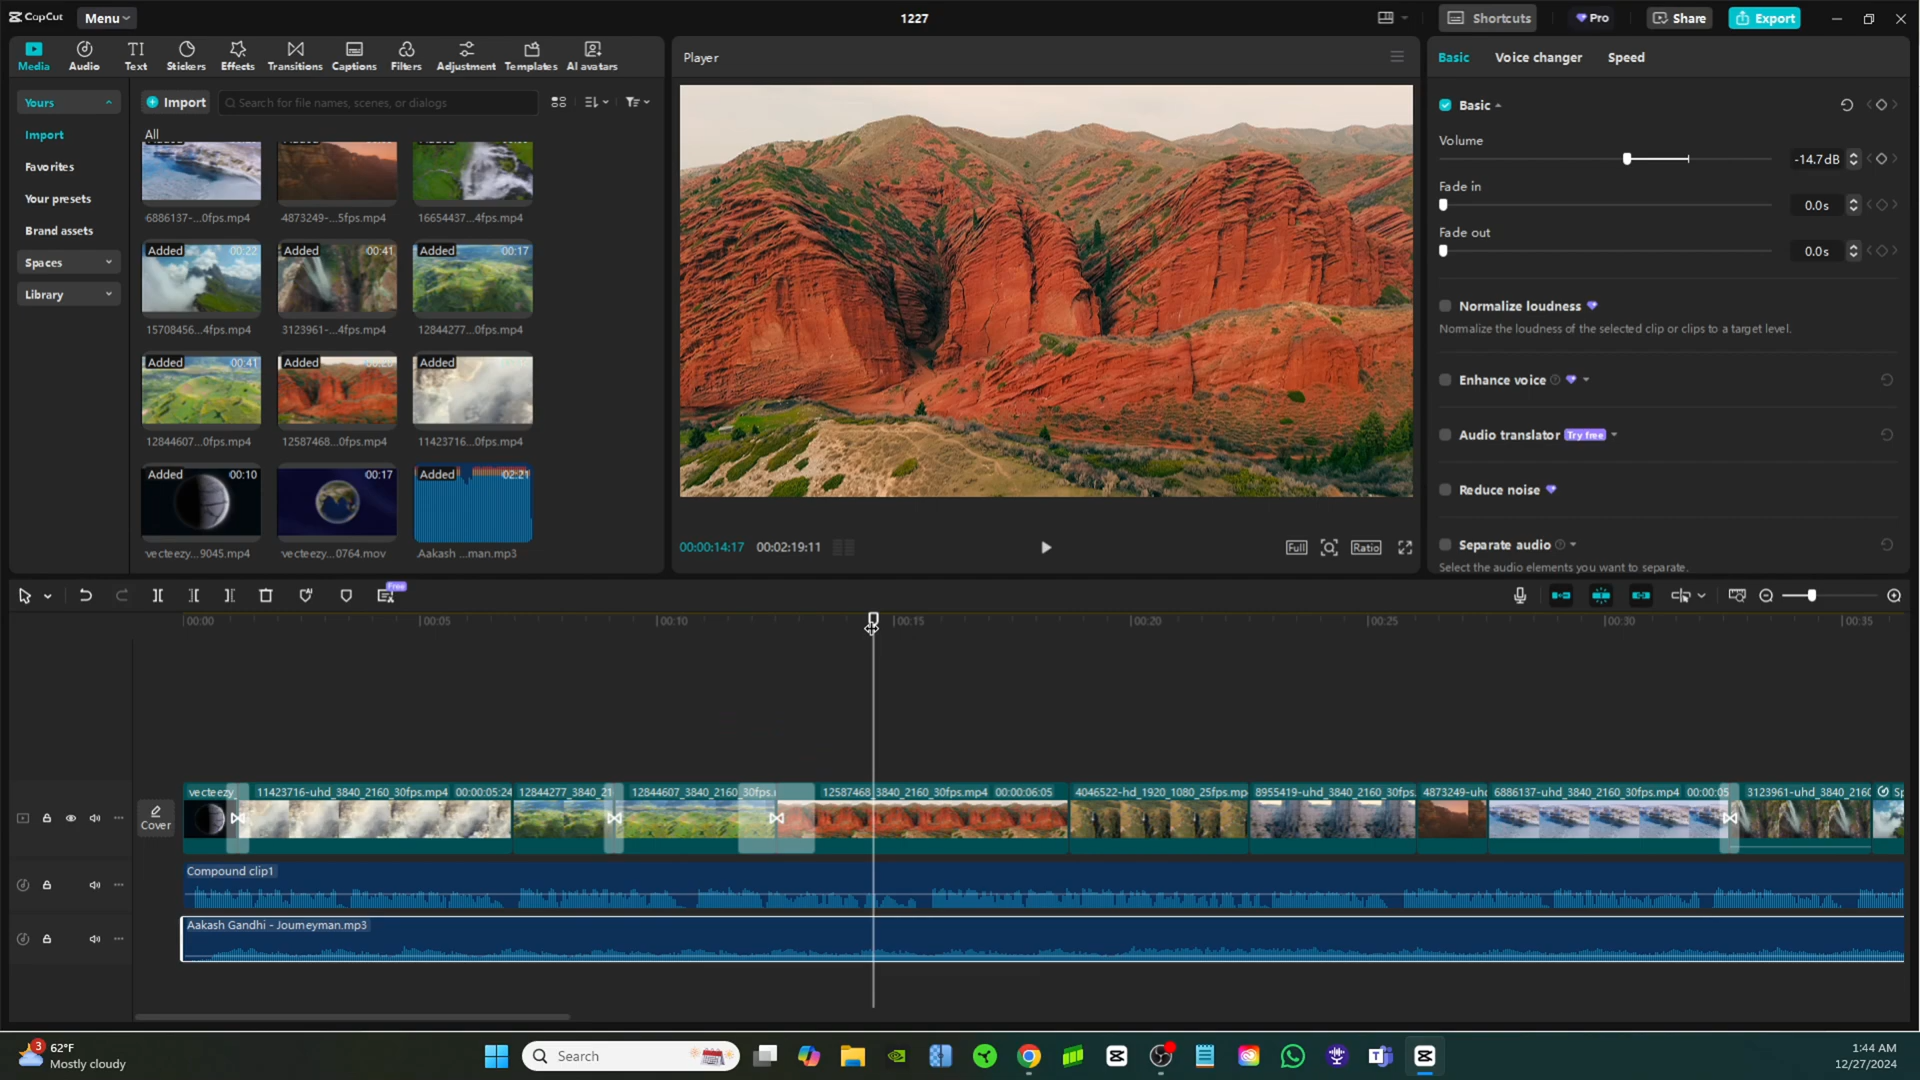 CapCut
Menu
1227
Shortcuts
Pro
Share
Export
Media
Audio
Text
Stickers
Effects
Transitions
Captions
Filters
Adjustment
Templates
AI avatars
Yours
Import
Favorites
Your presets
Brand assets
Spaces
Library
Import
Search for file names, scenes, or dialogs
All
6886137-...0fps.mp4
4873249-...5fps.mp4
16654437...4fps.mp4
Added 00:22
Added 00:41
Added 00:17
15708456...4fps.mp4
3123961-...4fps.mp4
12844277...0fps.mp4
Added 00:41
Added
Added
12844607...0fps.mp4
12587468...0fps.mp4
11423716...0fps.mp4
Added 00:10
00:17
Added 02:21
vecteezy...9045.mp4
vecteezy...0764.mov
Aakash ...man.mp3
Player
00:00:14:17
00:02:19:11
Full
Ratio
Basic
Voice changer
Speed
Basic
Volume
-14.7dB
Fade in
0.0s
Fade out
0.0s
Normalize loudness
Normalize the loudness of the selected clip or clips to a target level.
Enhance voice
Audio translator Try free
Reduce noise
Separate audio
Select the audio elements you want to separate.
Free
00:00
00:05
00:10
00:15
00:20
00:25
00:30
00:35
Cover
vecteezy_
11423716-uhd_3840_2160_30fps.mp4 00:00:05:24
12844277_3840_21
12844607_3840_2160_30fps.
12587468_3840_2160_30fps.mp4 00:00:06:05
4046522-hd_1920_1080_25fps.mp
8955419-uhd_3840_2160_30fps.
4873249-uhd
6886137-uhd_3840_2160_30fps.mp4 00:00:05
3123961-uhd_3840_2160
Sp
Compound clip1
Aakash Gandhi - Journeyman.mp3
3
62°F
Mostly cloudy
Search
1:44 AM
12/27/2024